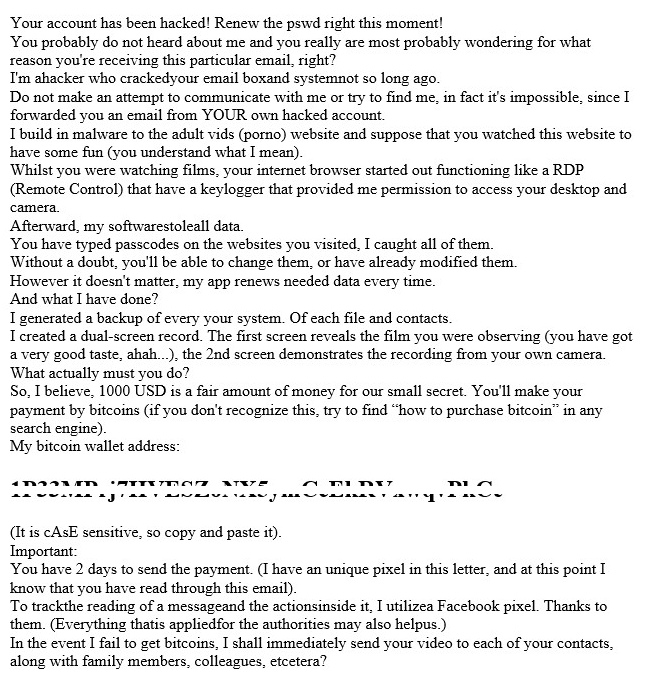 Your account has been hacked! Renew the pswd right this moment!
You probably do not heard about me and you really are most probably wondering for what
reason you're receiving this particular email, right?
I'm ahacker who crackedyour email boxand systemnot so long ago.
Do not make an attempt to communicate with me or try to find me, in fact it's impossible, since I
forwarded you an email from YOUR own hacked account.
I build in malware to the adult vids (porno) website and suppose that you watched this website to
have some fun (you understand what I mean).
Whilst you were watching films, your internet browser started out functioning like a RDP
(Remote Control) that have a keylogger that provided me permission to access your desktop and
camera.
Afterward, my softwarestoleall data.
You have typed passcodes on the websites you visited, I caught all of them.
Without a doubt, you'll be able to change them, or have already modified them.
However it doesn't matter, my app renews needed data every time.
And what I have done?
I generated a backup of every your system. Of each file and contacts.
I created a dual-screen record. The first screen reveals the film you were observing (you have got
a very good taste, ahah...), the 2nd screen demonstrates the recording from your own camera.
What actually must you do?
So, I believe, 1000 USD is a fair amount of money for our small secret. You'll make your
payment by bitcoins (if you don't recognize this, try to find “how to purchase bitcoin” in any
search engine).
My bitcoin wallet address:
(It is cAsE sensitive, so copy and paste it).
Important:
You have 2 days to send the payment. (I have an unique pixel in this letter, and at this point I
know that you have read through this email).
To trackthe reading of a messageand the actionsinside it, I utilizea Facebook pixel. Thanks to
them. (Everything thatis appliedfor the authorities may also helpus.)
In the event I fail to get bitcoins, I shall immediately send your video to each of your contacts,
along with family members, colleagues, etcetera?